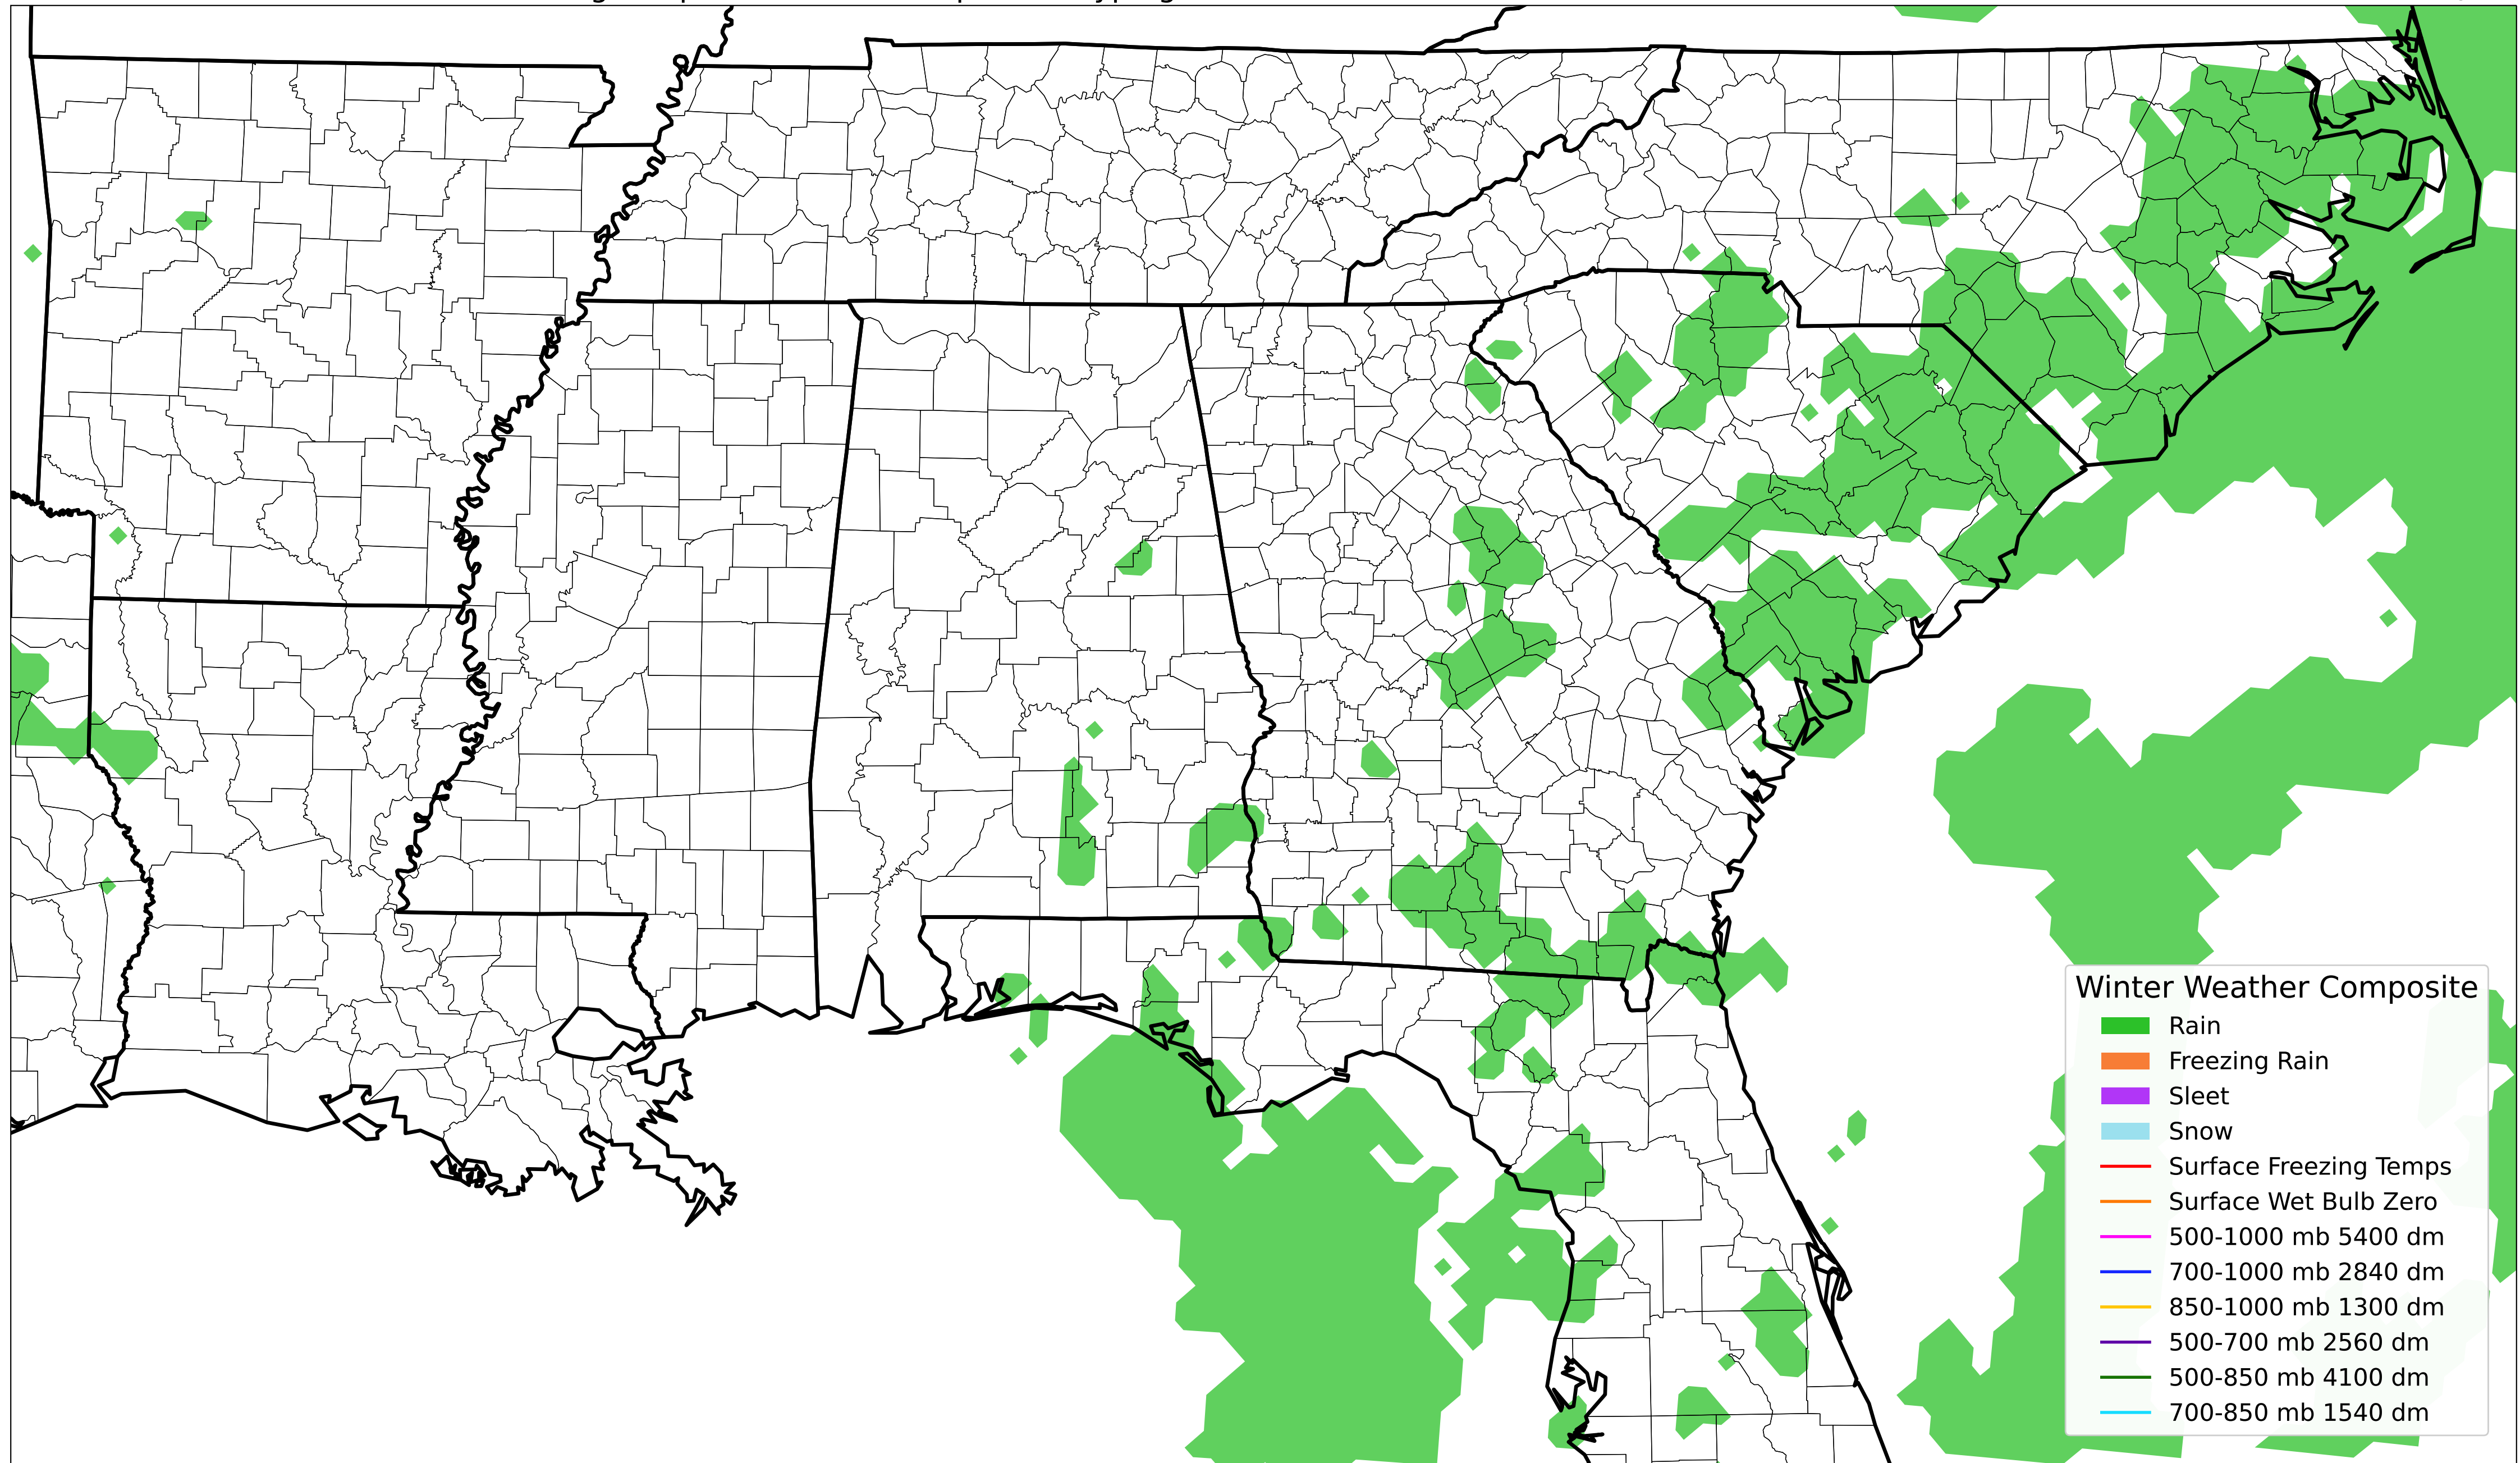 Winter Weather Composite
Rain
Freezing Rain
Sleet
Snow
Surface Freezing Temps
Surface Wet Bulb Zero
500-1000 mb 5400 dm
700-1000 mb 2840 dm
850-1000 mb 1300 dm
500-700 mb 2560 dm
500-850 mb 4100 dm
700-850 mb 1540 dm